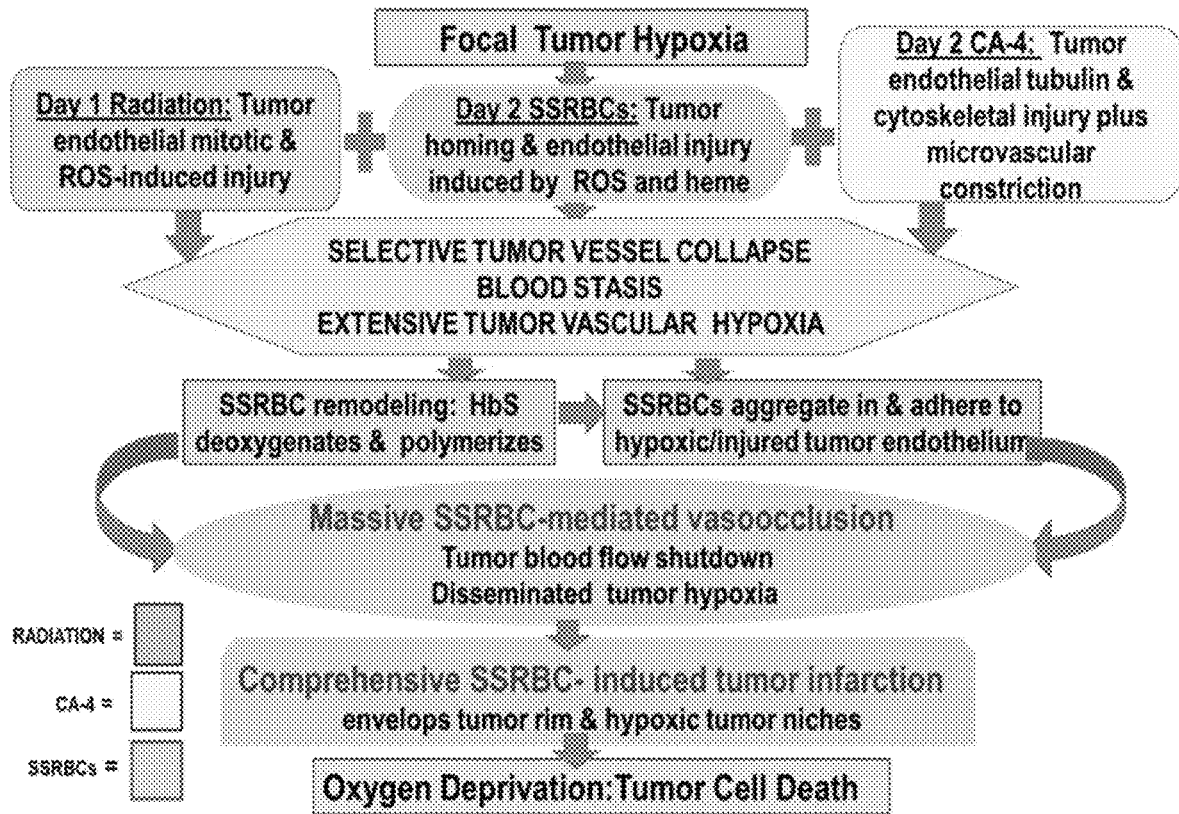 Focal Tumor Hypoxia
Day 1 Radiation: Tumor
endothelial mitotic &
ROS-induced injury
+
Day 2 SSRBCs: Tumor
homing & endothelial injury
induced by ROS and heme
+
Day 2 CA-4: Tumor
endothelial tubulin &
cytoskeletal injury plus
microvascular
constriction
SELECTIVE TUMOR VESSEL COLLAPSE
BLOOD STASIS
EXTENSIVE TUMOR VASCULAR HYPOXIA
SSRBC remodeling: HbS
deoxygenates & polymerizes
SSRBCs aggregate in & adhere to
hypoxic/injured tumor endothelium
Massive SSRBC-mediated vasoocclusion
Tumor blood flow shutdown
Disseminated tumor hypoxia
Comprehensive SSRBC- induced tumor infarction
envelops tumor rim & hypoxic tumor niches
Oxygen Deprivation:Tumor Cell Death
RADIATION =
CA-4 =
SSRBCs =